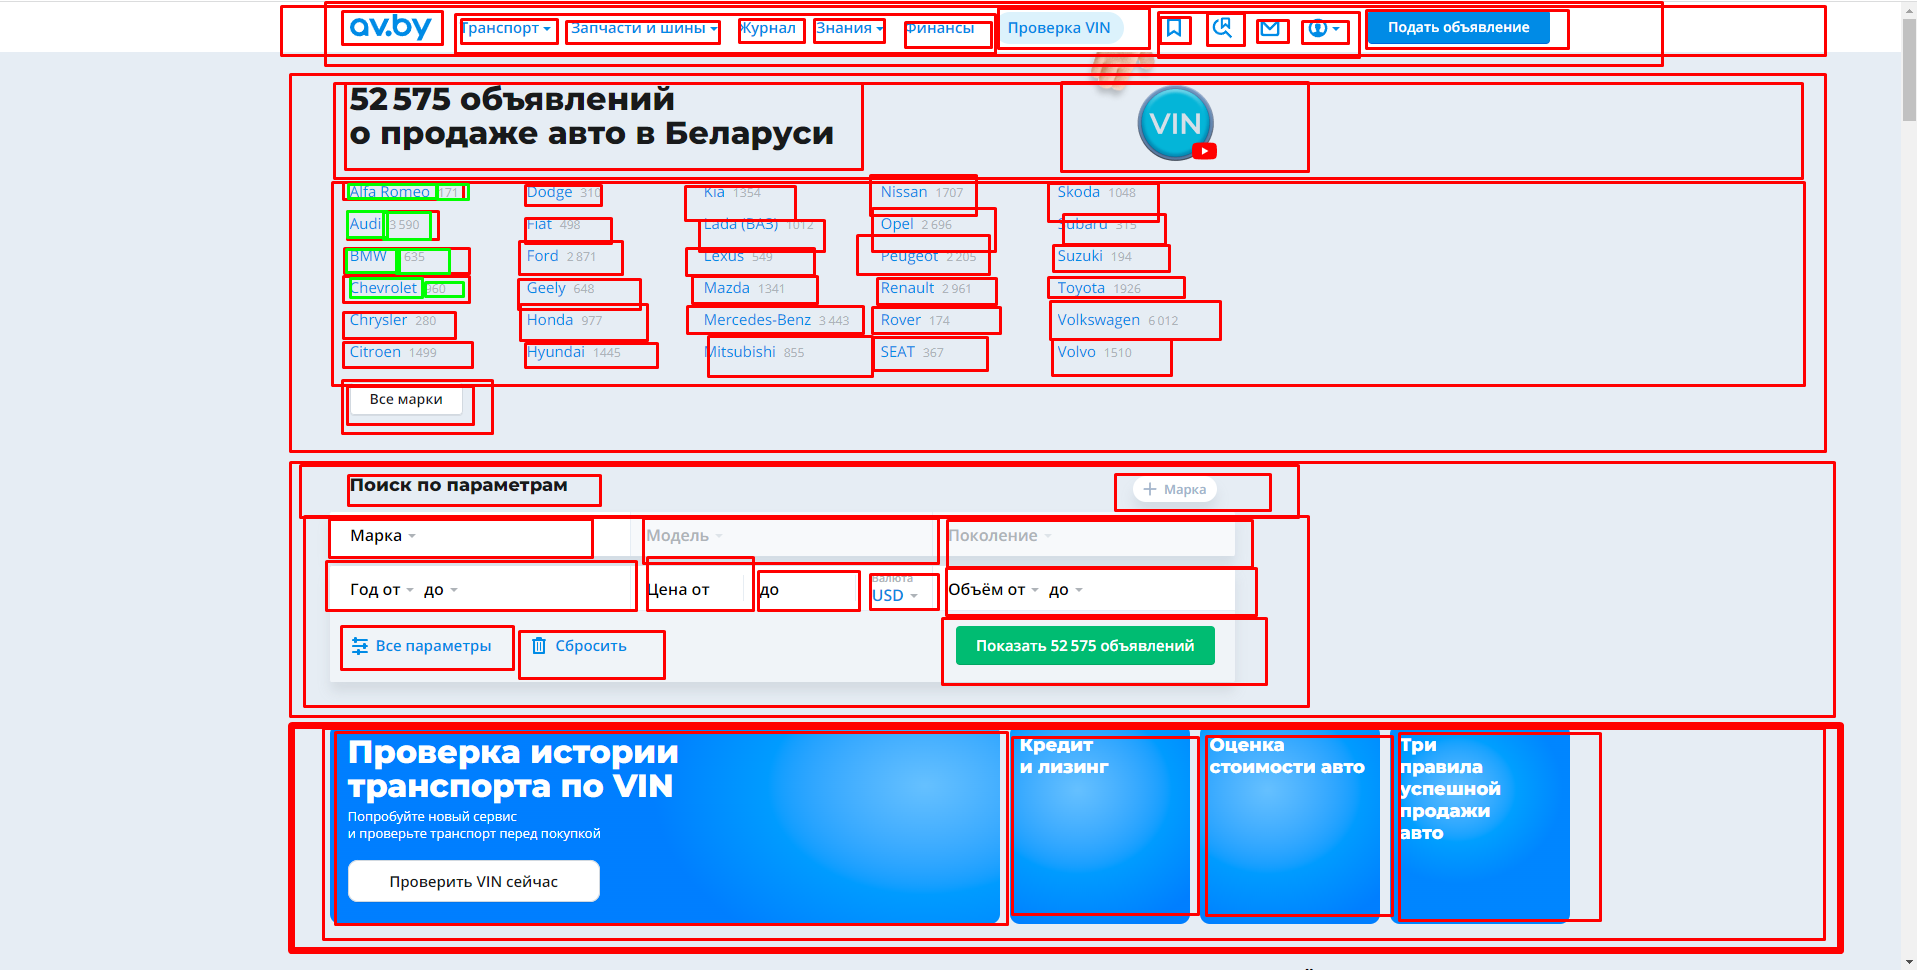 av.by Транспорт Запчасти и шины Журнал Знания Финансы Проверка VIN Подать объявление
52 575 объявлений
о продаже авто в Беларуси
VIN
Alfa Romeo 171 Dodge 310 Kia 1354 Nissan 1707 Skoda 1048
Audi 3 590 Fiat 498 Lada (ВАЗ) 1012 Opel 2 696 Subaru 315
BMW 635 Ford 2 871 Lexus 549 Peugeot 2 205 Suzuki 194
Chevrolet 960 Geely 648 Mazda 1341 Renault 2 961 Toyota 1926
Chrysler 280 Honda 977 Mercedes-Benz 3 443 Rover 174 Volkswagen 6 012
Citroen 1499 Hyundai 1445 Mitsubishi 855 SEAT 367 Volvo 1510
Все марки
Поиск по параметрам
Марка
Марка Модель Поколение
Валюта
Год от до Цена от до USD Объём от до
Все параметры Сбросить Показать 52 575 объявлений
Проверка истории
транспорта по VIN
Попробуйте новый сервис
и проверьте транспорт перед покупкой
Проверить VIN сейчас
Кредит
и лизинг
Оценка
стоимости авто
Три
правила
успешной
продажи
авто